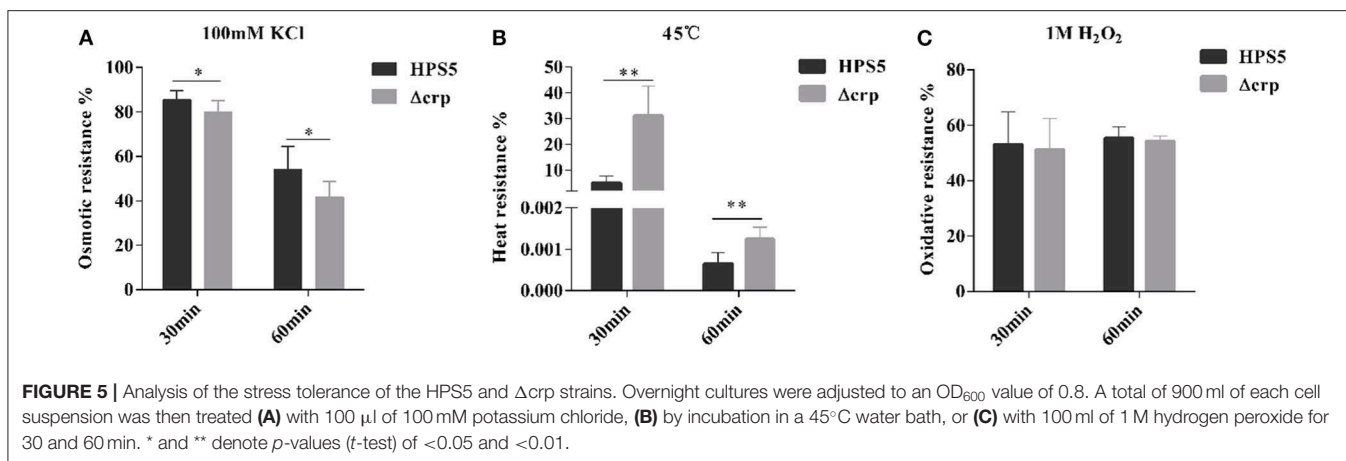 A
100mM KCl
Osmotic resistance %
100
80
60
40
20
0
*
*
HPS5
Δcrp
30min
60min
B
45℃
Heat resistance %
50
40
30
20
10
0.002
0.001
0.000
**
**
HPS5
Δcrp
30min
60min
C
1M H₂O₂
Oxidative resistance %
80
60
40
20
0
HPS5
Δcrp
30min
60min
FIGURE 5 | Analysis of the stress tolerance of the HPS5 and Δcrp strains. Overnight cultures were adjusted to an OD₆₀₀ value of 0.8. A total of 900 ml of each cell
suspension was then treated (A) with 100 μl of 100 mM potassium chloride, (B) by incubation in a 45°C water bath, or (C) with 100 ml of 1 M hydrogen peroxide for
30 and 60 min. * and ** denote p-values (t-test) of <0.05 and <0.01.